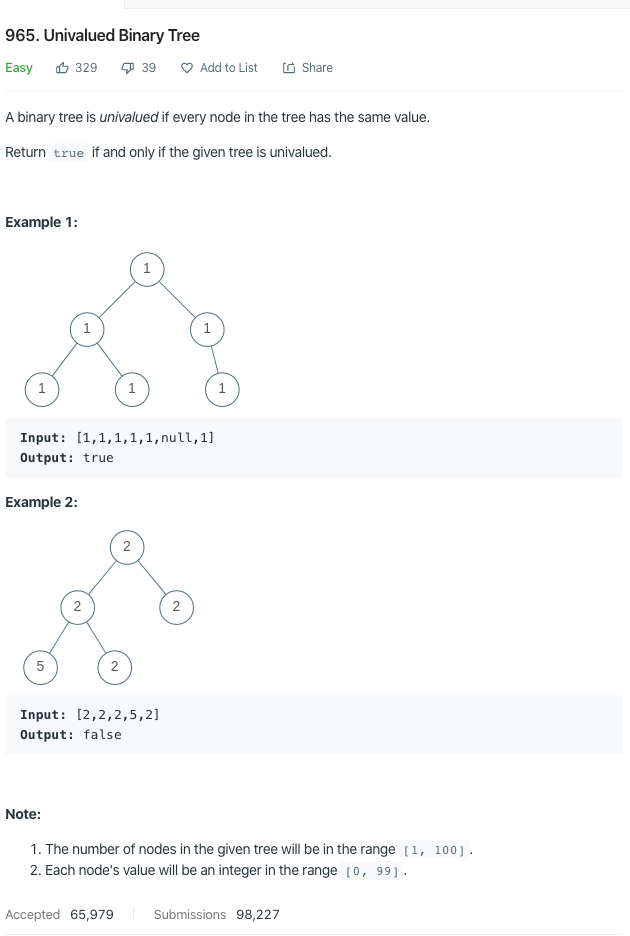 965. Univalued Binary Tree
Easy 329 39 Add to List Share
A binary tree is univalued if every node in the tree has the same value.
Return true if and only if the given tree is univalued.
Example 1:
1
1 1
1 1 1
Input: [1,1,1,1,1,null,1]
Output: true
Example 2:
2
2 2
5 2
Input: [2,2,2,5,2]
Output: false
Note:
1. The number of nodes in the given tree will be in the range [1, 100].
2. Each node's value will be an integer in the range [0, 99].
Accepted 65,979 Submissions 98,227